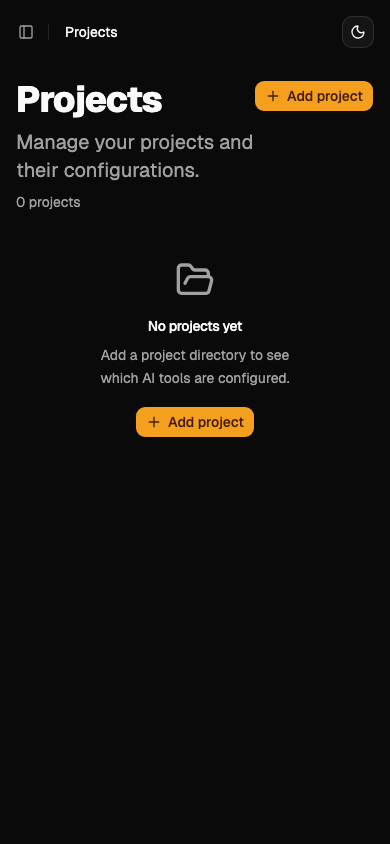 Projects
Projects
Add project
Manage your projects and
their configurations.
0 projects
No projects yet
Add a project directory to see
which AI tools are configured.
Add project